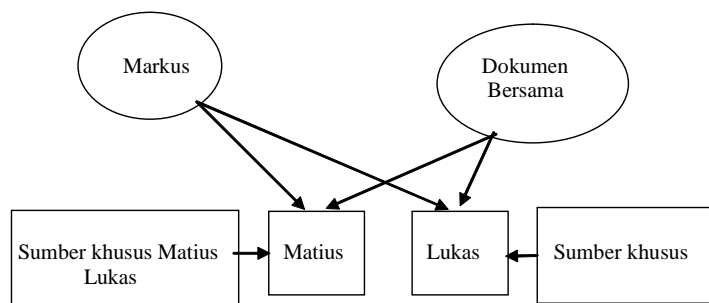 Markus
Dokumen
Bersama
Sumber khusus Matius
Lukas
Matius
Lukas
Sumber khusus